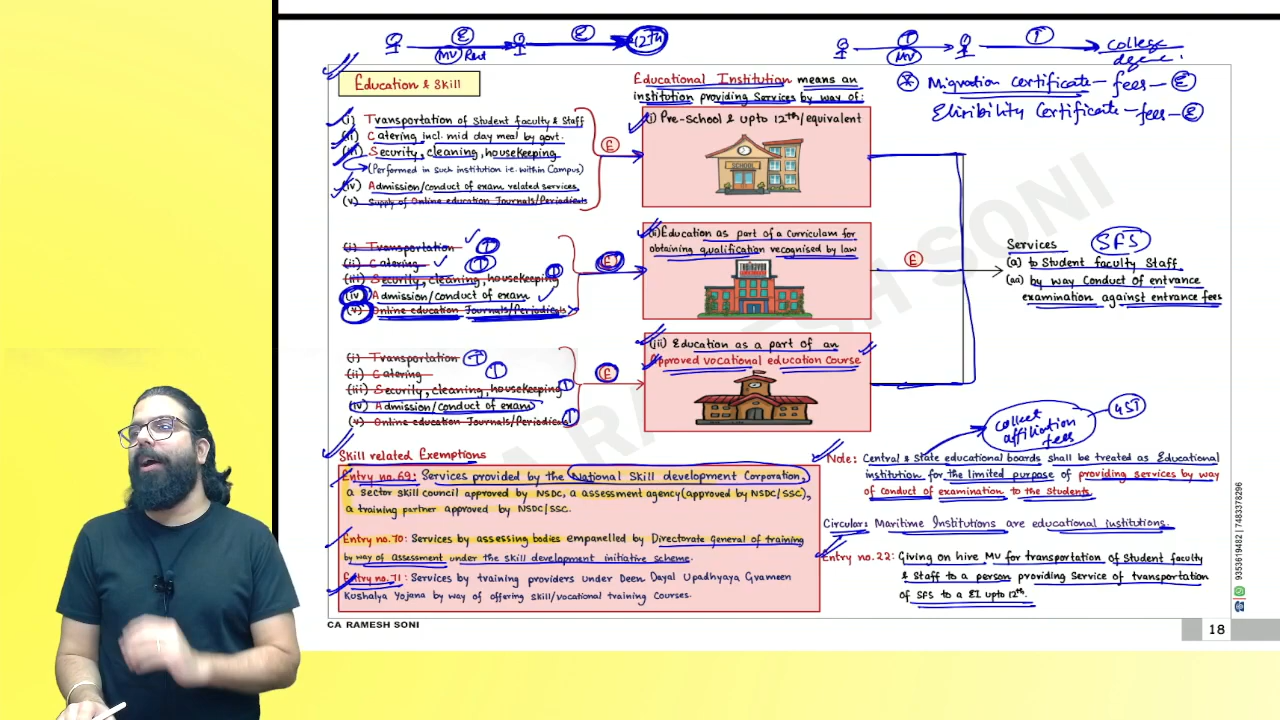 E
E
12th
MV Rent
T
T
college degree
MV
Migration certificate - fees - E
Eliribility Certificate - fees - E
Education & Skill
(i) Transportation of Student faculty & Staff
(ii) Catering incl. mid day meal by govt.
(iii) Security, cleaning, housekeeping
(Performed in such institution i.e. within Campus)
(iv) Admission/conduct of exam related services
(v) Supply of Online education Journals/Periodicals
E
Educational Institution means an
institution providing Services by way of:
(i) Pre-School & upto 12th/equivalent
SCHOOL
(i) Transportation T
(ii) Catering T
(iii) Security, cleaning, housekeeping T
(iv) Admission/conduct of exam
(v) Online education Journals/Periodicals
E
(ii) Education as part of a Curriculam for
obtaining qualification recognised by law
E
Services SFS
(a) to Student faculty Staff
(aa) by way Conduct of entrance
examination against entrance fees
(i) Transportation T
(ii) Catering T
(iii) Security, cleaning, housekeeping T
(iv) Admission/conduct of exam
(v) Online education Journals/Periodicals T
E
(iii) Education as a part of an
Approved vocational education Course
collect
affiliation
fees
GST
Skill related Exemptions
Entry no. 69: Services provided by the National Skill development Corporation,
a Sector skill council approved by NSDC, a assessment agency(approved by NSDC/SSC),
a training partner approved by NSDC/SSC.
Entry no. 70: Services by assessing bodies empanelled by Directorate General of training
by way of assessment under the skill development initiative scheme.
Entry no. 71: Services by training providers under Deen Dayal Upadhyaya Grameen
Kushalya Yojana by way of offering skill/vocational training Courses.
Note: Central & State educational boards shall be treated as Educational
institution for the limited purpose of providing services by way
of conduct of examination to the students
Circular: Maritime Institutions are educational institutions.
Entry no. 22: Giving on hire MV for transportation of Student faculty
& Staff to a person providing Service of transportation
of SFS to a EI upto 12th.
CA RAMESH SONI
18
9353619482 | 7483378296
CA RAMESH SONI